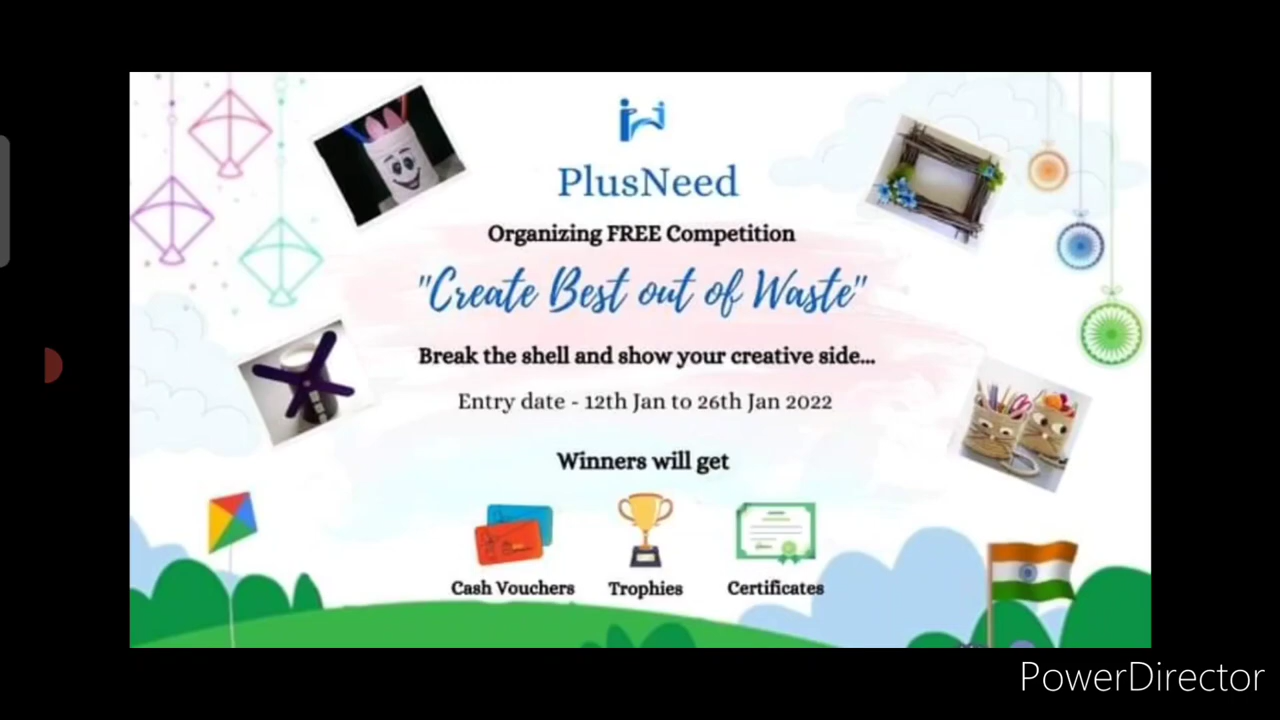 PlusNeed
Organizing FREE Competition
"Create Best out of Waste"
Break the shell and show your creative side...
Entry date - 12th Jan to 26th Jan 2022
Winners will get
Cash Vouchers Trophies Certificates
PowerDirector